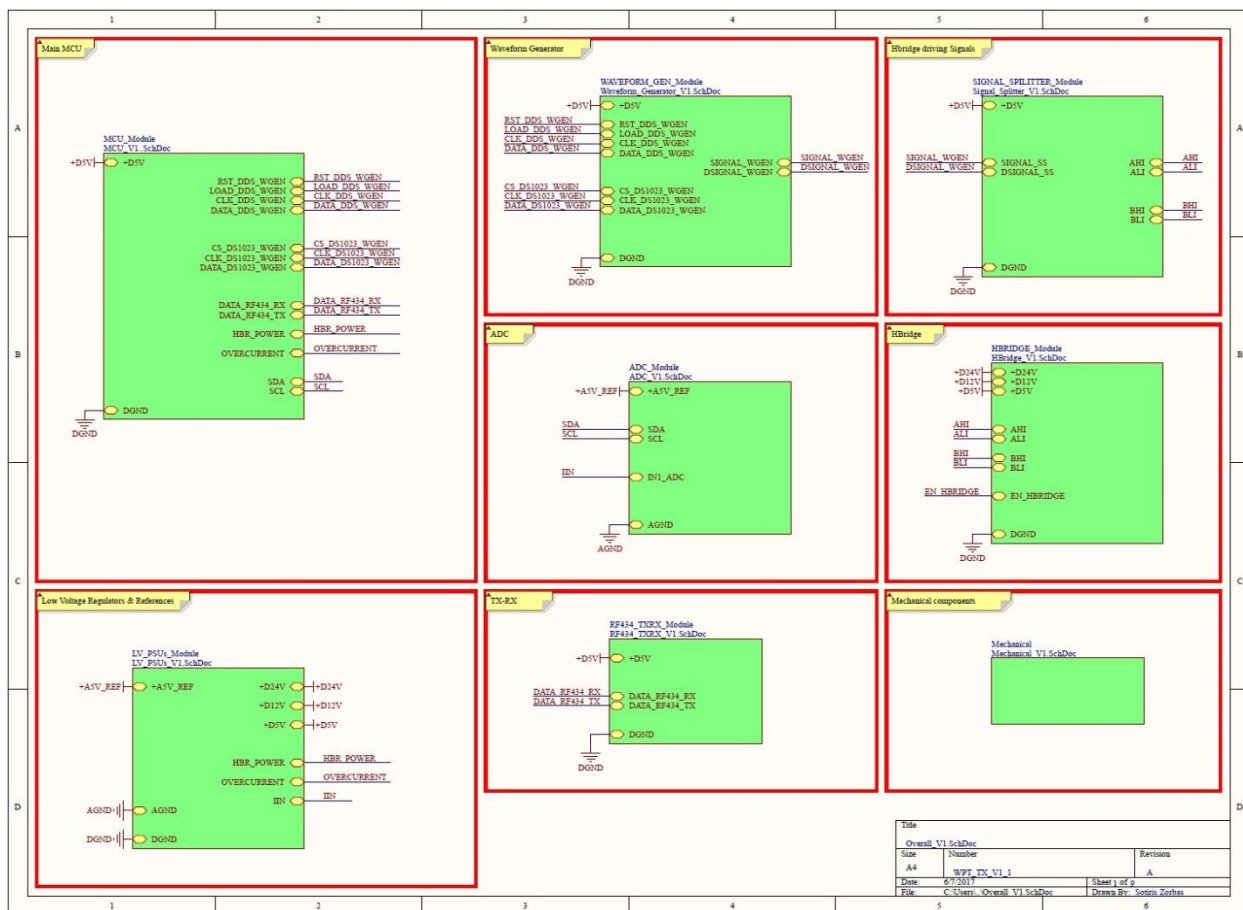 1 2 3 4 5 6
A
B
C
D
Main MCU
MCU_Module
MCU_V1..SchDoc
+D5V +D5V
RST_DDS_WGEN RST_DDS_WGEN
LOAD_DDS_WGEN LOAD_DDS_WGEN
CLK_DDS_WGEN CLK_DDS_WGEN
DATA_DDS_WGEN DATA_DDS_WGEN
CS_DS1023_WGEN CS_DS1023_WGEN
CLK_DS1023_WGEN CLK_DS1023_WGEN
DATA_DS1023_WGEN DATA_DS1023_WGEN
DATA_RF434_RX DATA_RF434_RX
DATA_RF434_TX DATA_RF434_TX
HBR_POWER HBR_POWER
OVERCURRENT OVERCURRENT
SDA SDA
SCL SCL
DGND
DGND
Waveform Generator
WAVEFORM_GEN_Module
Waveform_Generator_V1.SchDoc
+D5V +D5V
RST_DDS_WGEN RST_DDS_WGEN
LOAD_DDS_WGEN LOAD_DDS_WGEN
CLK_DDS_WGEN CLK_DDS_WGEN
DATA_DDS_WGEN DATA_DDS_WGEN
SIGNAL_WGEN SIGNAL_WGEN
DSIGNAL_WGEN DSIGNAL_WGEN
CS_DS1023_WGEN CS_DS1023_WGEN
CLK_DS1023_WGEN CLK_DS1023_WGEN
DATA_DS1023_WGEN DATA_DS1023_WGEN
DGND
DGND
Hbridge driving Signals
SIGNAL_SPILITTER_Module
Signal_Splitter_V1.SchDoc
+D5V +D5V
SIGNAL_WGEN SIGNAL_SS AHI AHI
DSIGNAL_WGEN DSIGNAL_SS ALI ALI
BHI BHI
BLI BLI
DGND
DGND
ADC
ADC_Module
ADC_V1.SchDoc
+A5V_REF +A5V_REF
SDA SDA
SCL SCL
IIN IN1_ADC
AGND
AGND
HBridge
HBRIDGE_Module
HBridge_V1.SchDoc
+D24V +D24V
+D12V +D12V
+D5V +D5V
AHI AHI
ALI ALI
BHI BHI
BLI BLI
EN_HBRIDGE EN_HBRIDGE
DGND
DGND
Low Voltage Regulators & References
LV_PSUs_Module
LV_PSUs_V1.SchDoc
+A5V_REF +A5V_REF +D24V +D24V
+D12V +D12V
+D5V +D5V
HBR_POWER HBR_POWER
OVERCURRENT OVERCURRENT
IIN IIN
AGND AGND
DGND DGND
TX-RX
RF434_TXRX_Module
RF434_TXRX_V1.SchDoc
+D5V +D5V
DATA_RF434_RX DATA_RF434_RX
DATA_RF434_TX DATA_RF434_TX
DGND
DGND
Mechanical components
Mechanical
Mechanical_V1.SchDoc
Title
Overall_V1.SchDoc
Size Number Revision
A4 WPT_TX_V1_1 A
Date: 6/7/2017 Sheet 1 of 9
File: C:\Users\..\Overall_V1.SchDoc Drawn By: Sotiris Zorbas
A
B
C
D
1 2 3 4 5 6